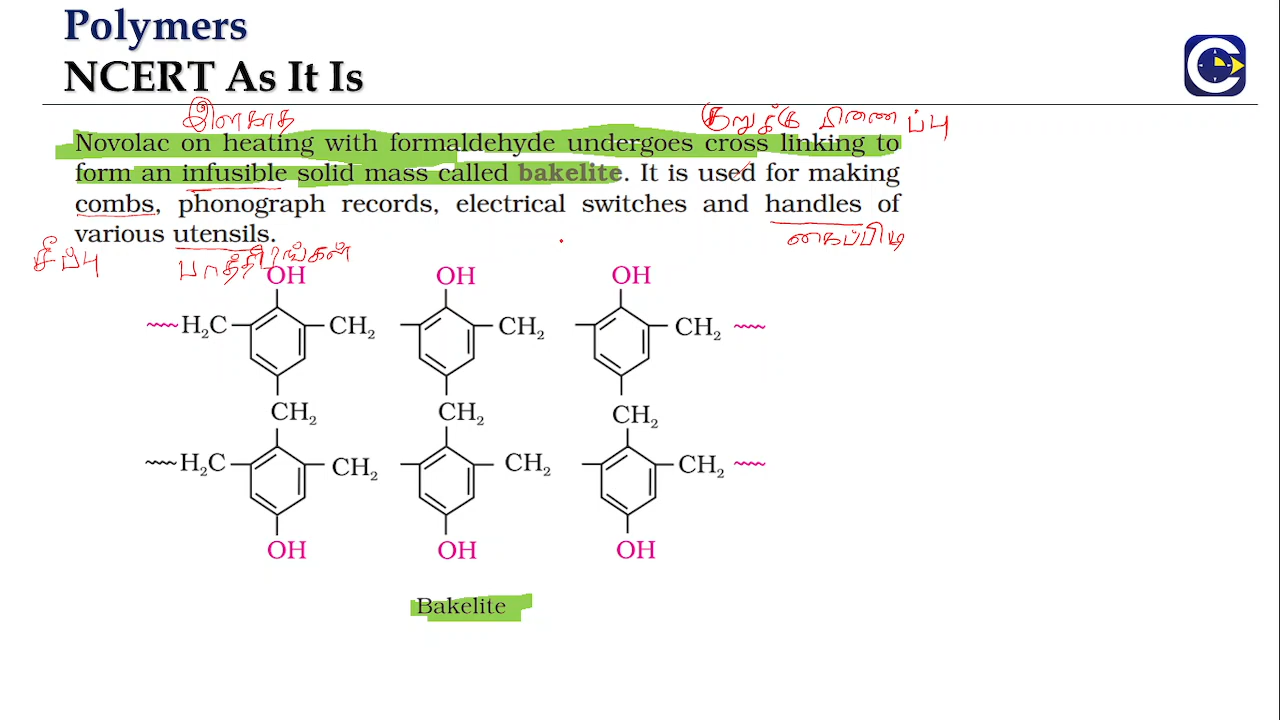 Polymers
NCERT As It Is
இளகாத
குறுக்கு பிணைப்பு
Novolac on heating with formaldehyde undergoes cross linking to
form an infusible solid mass called bakelite. It is used for making
combs, phonograph records, electrical switches and handles of
various utensils.
கைப்பிடி
சீப்பு பாத்திரங்கள்
OH OH OH
H₂C CH₂ CH₂ CH₂
CH₂ CH₂ CH₂
H₂C CH₂ CH₂ CH₂
OH OH OH
Bakelite